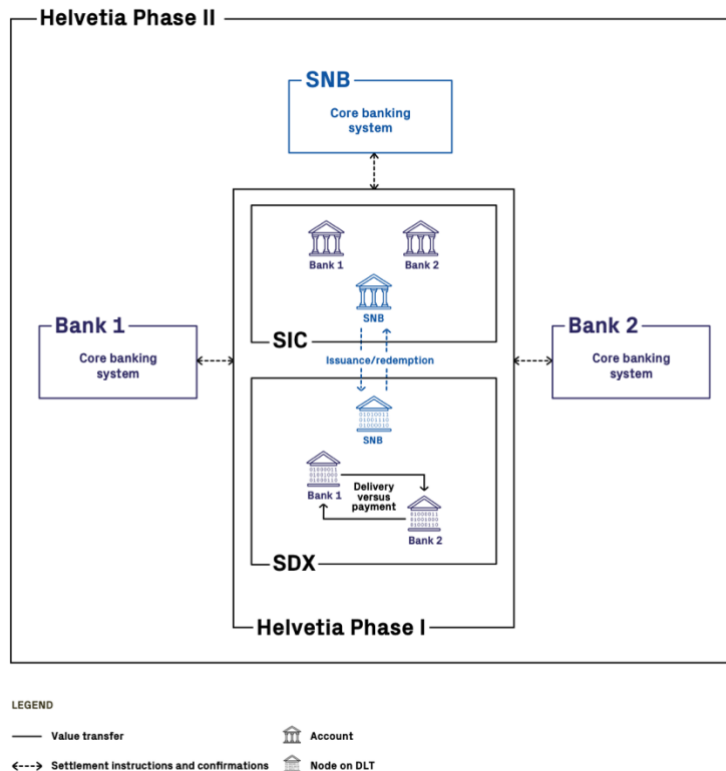 Helvetia Phase II
SNB
Core banking
system
Bank 1
Bank 2
SNB
SIC
Issuance/redemption
Bank 1
Core banking
system
Bank 2
Core banking
system
SNB
Bank 1
Delivery
versus
payment
Bank 2
SDX
Helvetia Phase I
LEGEND
Value transfer
Account
Settlement instructions and confirmations
Node on DLT